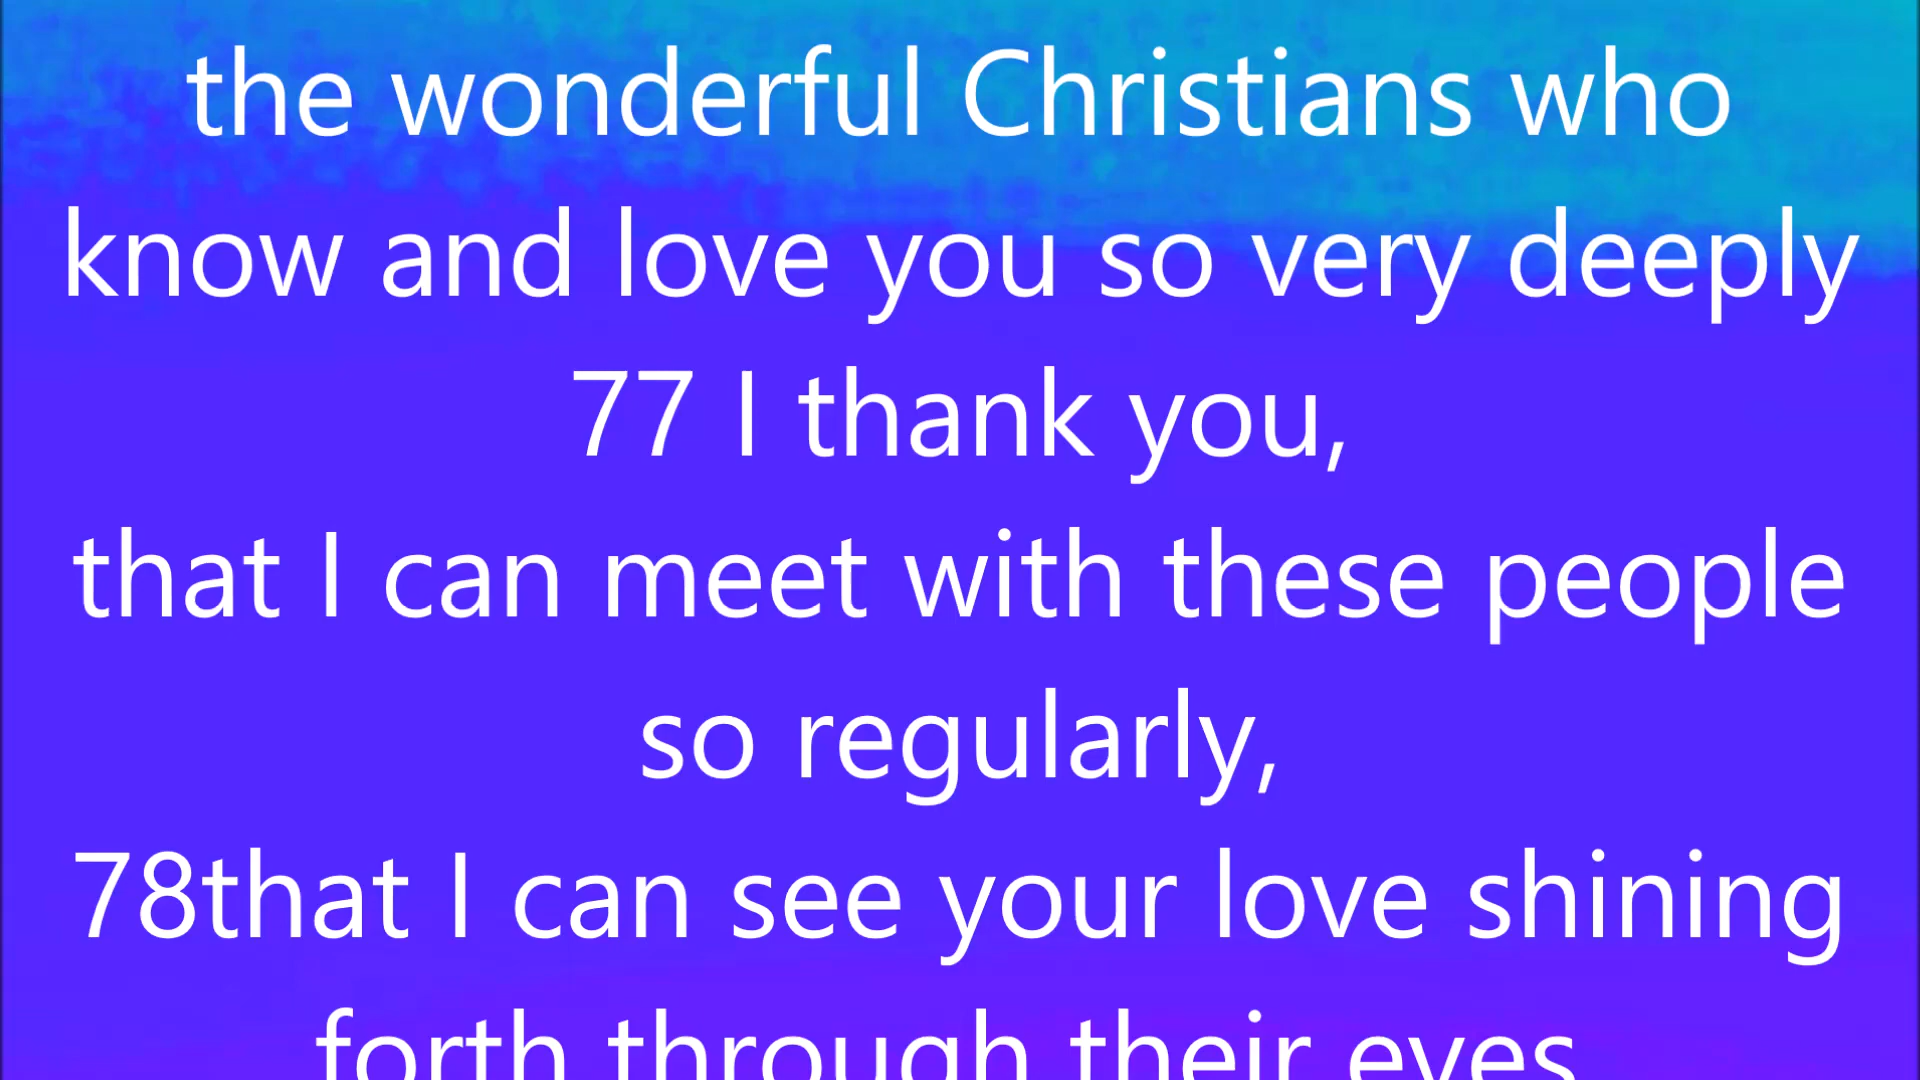 the wonderful Christians who
know and love you so very deeply
77 I thank you,
that I can meet with these people
so regularly,
78that I can see your love shining
forth through their eyes